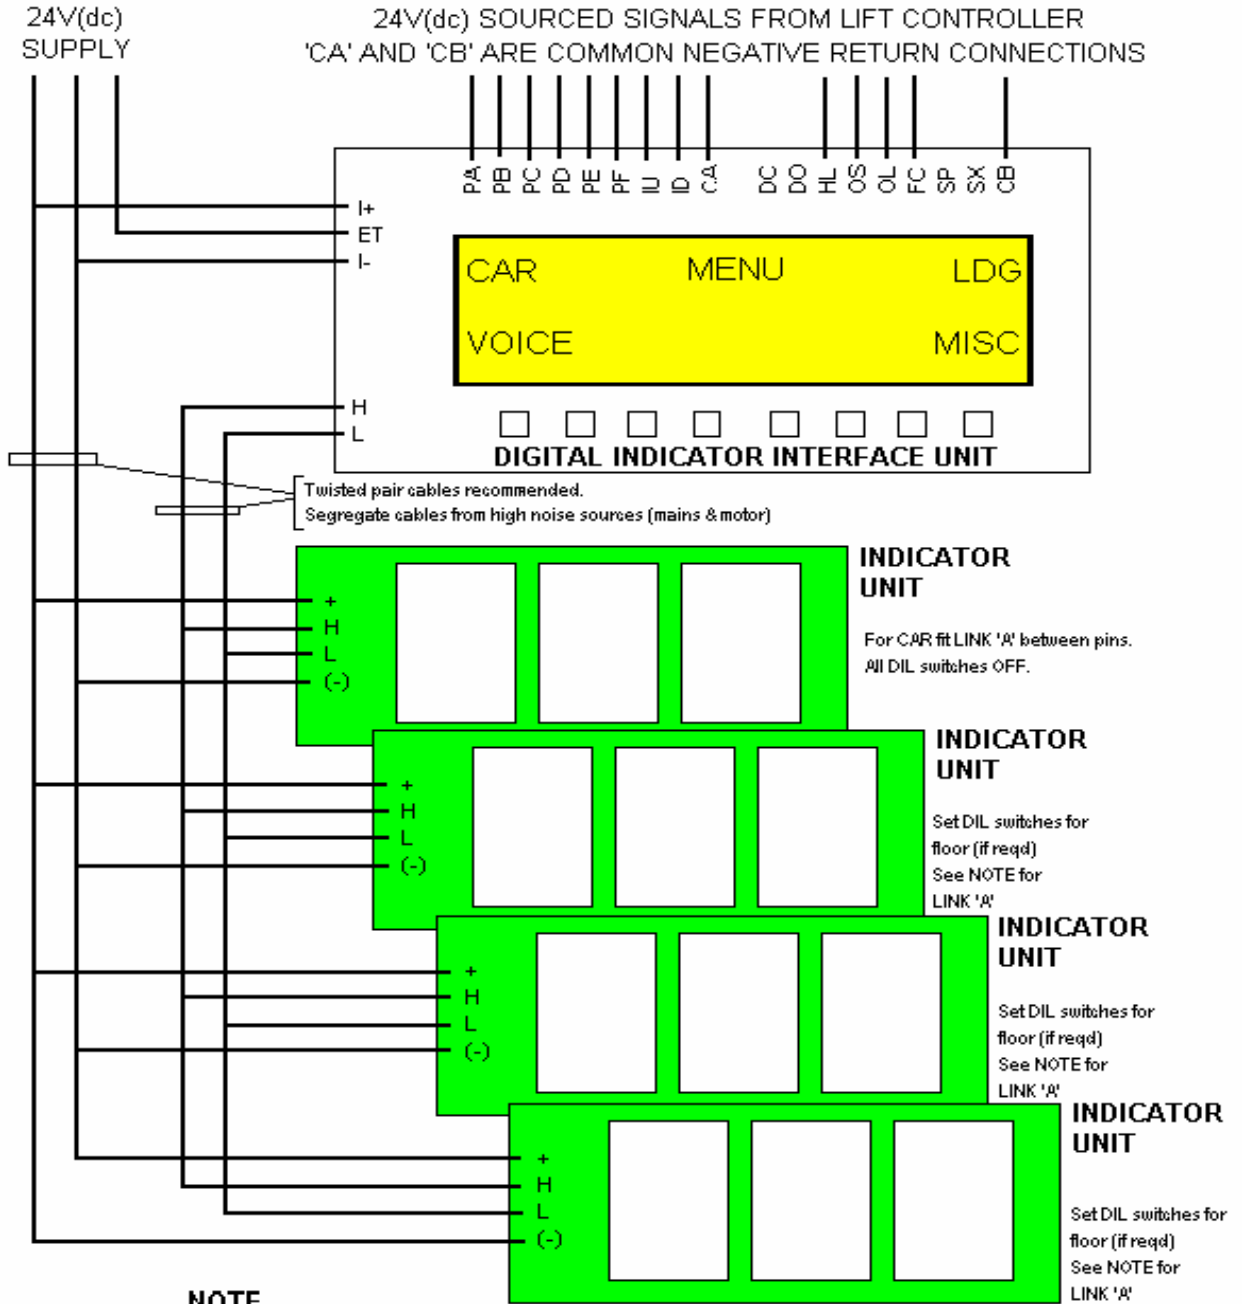 24V(dc)
SUPPLY
24V(dc) SOURCED SIGNALS FROM LIFT CONTROLLER
'CA' AND 'CB' ARE COMMON NEGATIVE RETURN CONNECTIONS
PA PB PC PD PE PF IU ID CA DC DO HL OS OL FC SP SX CB
I+
ET
I-
CAR MENU LDG
VOICE MISC
H
L
DIGITAL INDICATOR INTERFACE UNIT
Twisted pair cables recommended.
Segregate cables from high noise sources (mains & motor)
INDICATOR
UNIT
+
H
L
(-)
For CAR fit LINK 'A' between pins.
All DIL switches OFF.
INDICATOR
UNIT
+
H
L
(-)
Set DIL switches for
floor (if reqd)
See NOTE for
LINK 'A'
INDICATOR
UNIT
+
H
L
(-)
Set DIL switches for
floor (if reqd)
See NOTE for
LINK 'A'
INDICATOR
UNIT
+
H
L
(-)
Set DIL switches for
floor (if reqd)
See NOTE for
LINK 'A'
NOTE